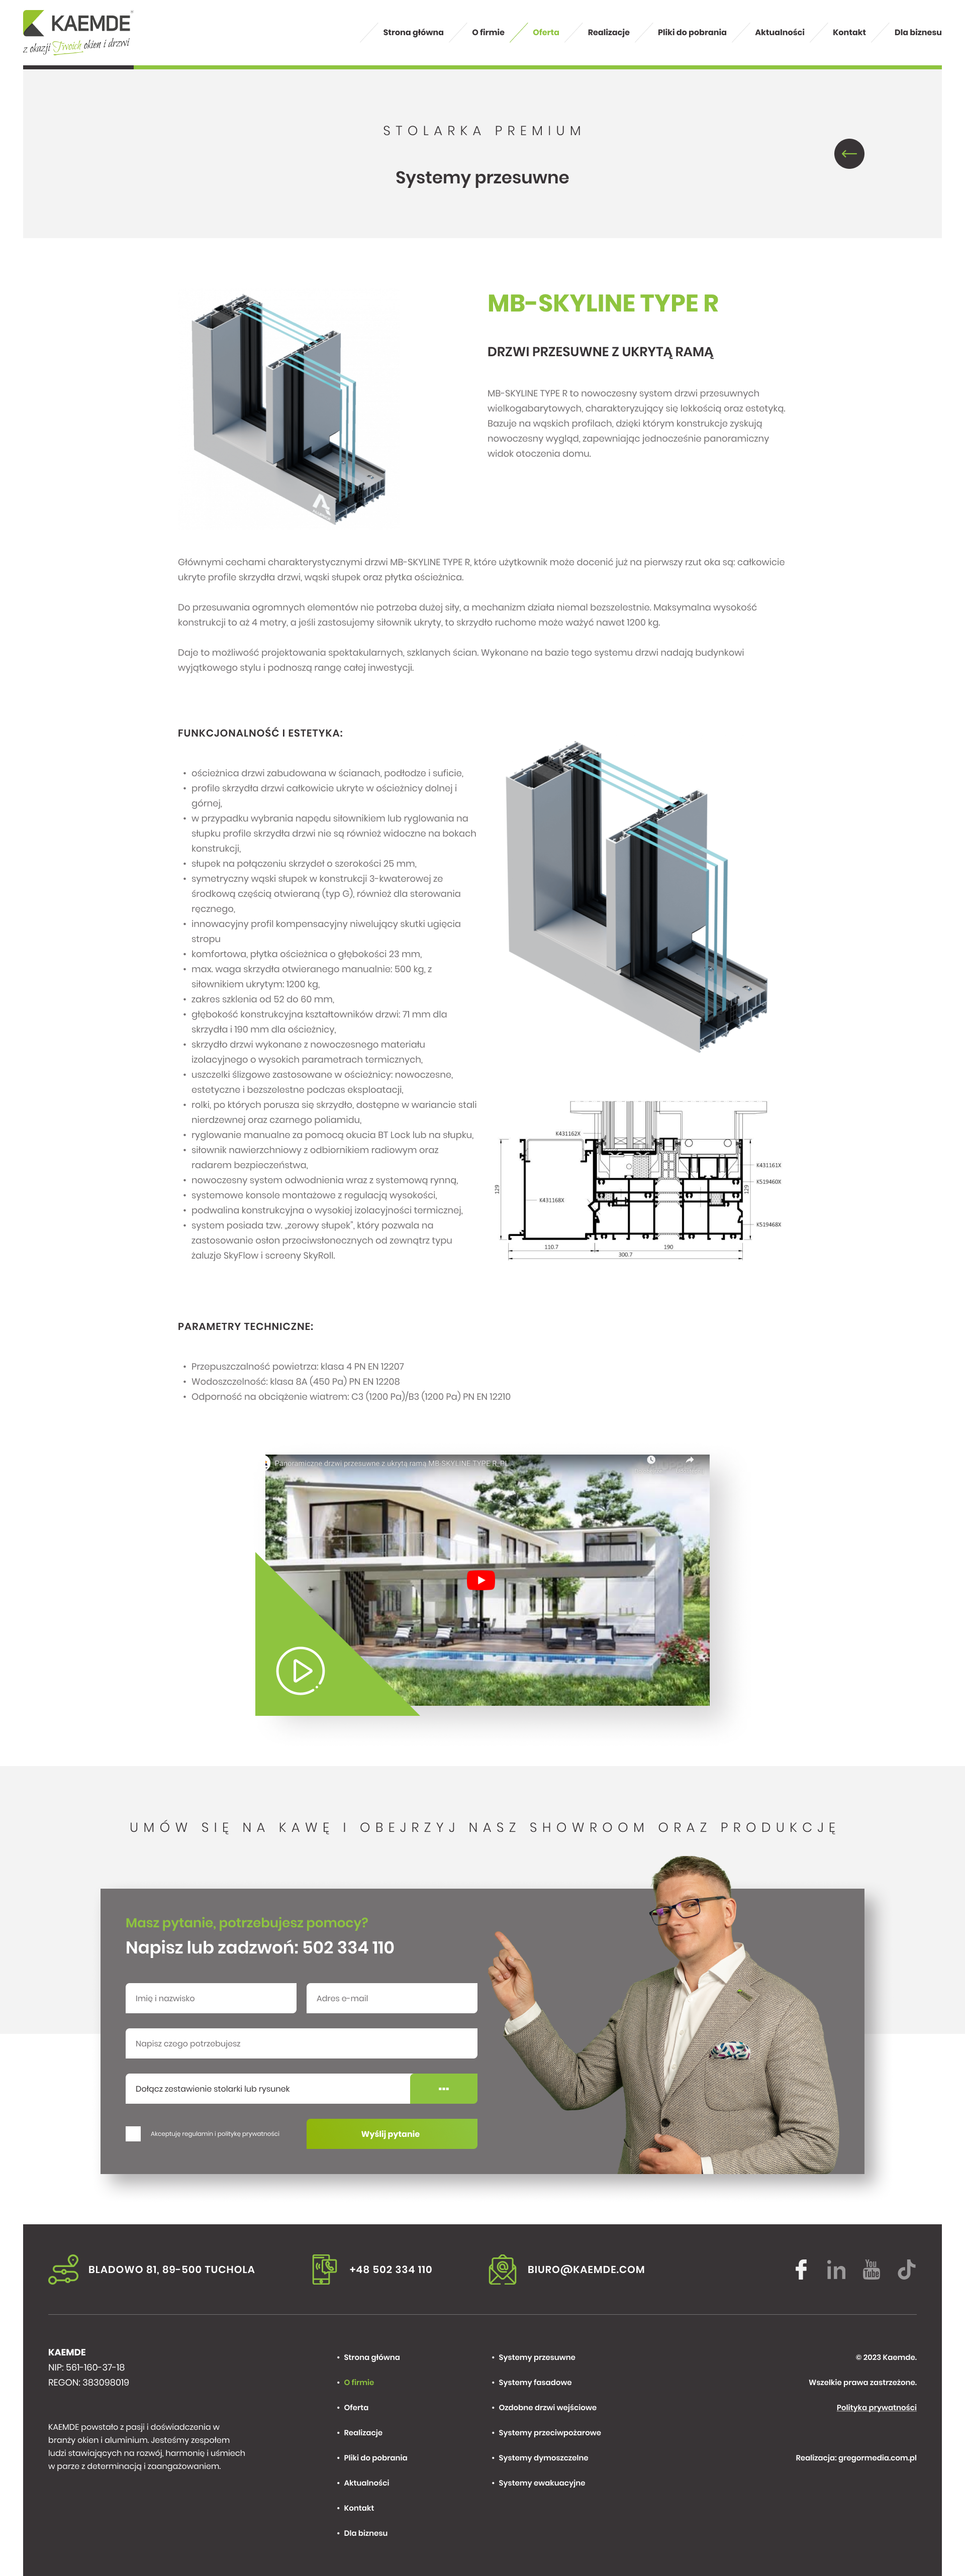 KAEMDE
z okazji Twoich okien i drzwi
Strona główna
O firmie
Oferta
Realizacje
Pliki do pobrania
Aktualności
Kontakt
Dla biznesu
STOLARKA PREMIUM
Systemy przesuwne
MB-SKYLINE TYPE R
DRZWI PRZESUWNE Z UKRYTĄ RAMĄ
MB-SKYLINE TYPE R to nowoczesny system drzwi przesuwnych
wielkogabarytowych, charakteryzujący się lekkością oraz estetyką.
Bazuje na wąskich profilach, dzięki którym konstrukcje zyskują
nowoczesny wygląd, zapewniając jednocześnie panoramiczny
widok otoczenia domu.
Głównymi cechami charakterystycznymi drzwi MB-SKYLINE TYPE R, które użytkownik może docenić już na pierwszy rzut oka są: całkowicie
ukryte profile skrzydła drzwi, wąski słupek oraz płytka ościeżnica.
Do przesuwania ogromnych elementów nie potrzeba dużej siły, a mechanizm działa niemal bezszelestnie. Maksymalna wysokość
konstrukcji to aż 4 metry, a jeśli zastosujemy siłownik ukryty, to skrzydło ruchome może ważyć nawet 1200 kg.
Daje to możliwość projektowania spektakularnych, szklanych ścian. Wykonane na bazie tego systemu drzwi nadają budynkowi
wyjątkowego stylu i podnoszą rangę całej inwestycji.
FUNKCJONALNOŚĆ I ESTETYKA:
• ościeżnica drzwi zabudowana w ścianach, podłodze i suficie,
• profile skrzydła drzwi całkowicie ukryte w ościeżnicy dolnej i
górnej,
• w przypadku wybrania napędu siłownikiem lub ryglowania na
słupku profile skrzydła drzwi nie są również widoczne na bokach
konstrukcji,
• słupek na połączeniu skrzydeł o szerokości 25 mm,
• symetryczny wąski słupek w konstrukcji 3-kwaterowej ze
środkową częścią otwieraną (typ G), również dla sterowania
ręcznego,
• innowacyjny profil kompensacyjny niwelujący skutki ugięcia
stropu
• komfortowa, płytka ościeżnica o głębokości 23 mm,
• max. waga skrzydła otwieranego manualnie: 500 kg, z
siłownikiem ukrytym: 1200 kg,
• zakres szklenia od 52 do 60 mm,
• głębokość konstrukcyjna kształtowników drzwi: 71 mm dla
skrzydła i 190 mm dla ościeżnicy,
• skrzydło drzwi wykonane z nowoczesnego materiału
izolacyjnego o wysokich parametrach termicznych,
• uszczelki ślizgowe zastosowane w ościeżnicy: nowoczesne,
estetyczne i bezszelestne podczas eksploatacji,
• rolki, po których porusza się skrzydło, dostępne w wariancie stali
nierdzewnej oraz czarnego poliamidu,
• ryglowanie manualne za pomocą okucia BT Lock lub na słupku,
• siłownik nawierzchniowy z odbiornikiem radiowym oraz
radarem bezpieczeństwa,
• nowoczesny system odwodnienia wraz z systemową rynną,
• systemowe konsole montażowe z regulacją wysokości,
• podwalina konstrukcyjna o wysokiej izolacyjności termicznej,
• system posiada tzw. „zerowy słupek”, który pozwala na
zastosowanie osłon przeciwsłonecznych od zewnątrz typu
żaluzje SkyFlow i screeny SkyRoll.
K431162X
K431161X
K519460X
K431168X
K519468X
129
129
110.7
190
300.7
PARAMETRY TECHNICZNE:
• Przepuszczalność powietrza: klasa 4 PN EN 12207
• Wodoszczelność: klasa 8A (450 Pa) PN EN 12208
• Odporność na obciążenie wiatrem: C3 (1200 Pa)/B3 (1200 Pa) PN EN 12210
Panoramiczne drzwi przesuwne z ukrytą ramą MB-SKYLINE TYPE R
UMÓW SIĘ NA KAWĘ I OBEJRZYJ NASZ SHOWROOM ORAZ PRODUKCJĘ
Masz pytanie, potrzebujesz pomocy?
Napisz lub zadzwoń: 502 334 110
Imię i nazwisko
Adres e-mail
Napisz czego potrzebujesz
Dołącz zestawienie stolarki lub rysunek
...
Akceptuję regulamin i politykę prywatności
Wyślij pytanie
BŁADOWO 81, 89-500 TUCHOLA
+48 502 334 110
BIURO@KAEMDE.COM
You
Tube
KAEMDE
NIP: 561-160-37-18
REGON: 383098019
KAEMDE powstało z pasji i doświadczenia w
branży okien i aluminium. Jesteśmy zespołem
ludzi stawiających na rozwój, harmonię i uśmiech
w parze z determinacją i zaangażowaniem.
• Strona główna
• O firmie
• Oferta
• Realizacje
• Pliki do pobrania
• Aktualności
• Kontakt
• Dla biznesu
• Systemy przesuwne
• Systemy fasadowe
• Ozdobne drzwi wejściowe
• Systemy przeciwpożarowe
• Systemy dymoszczelne
• Systemy ewakuacyjne
© 2023 Kaemde.
Wszelkie prawa zastrzeżone.
Polityka prywatności
Realizacja: gregormedia.com.pl